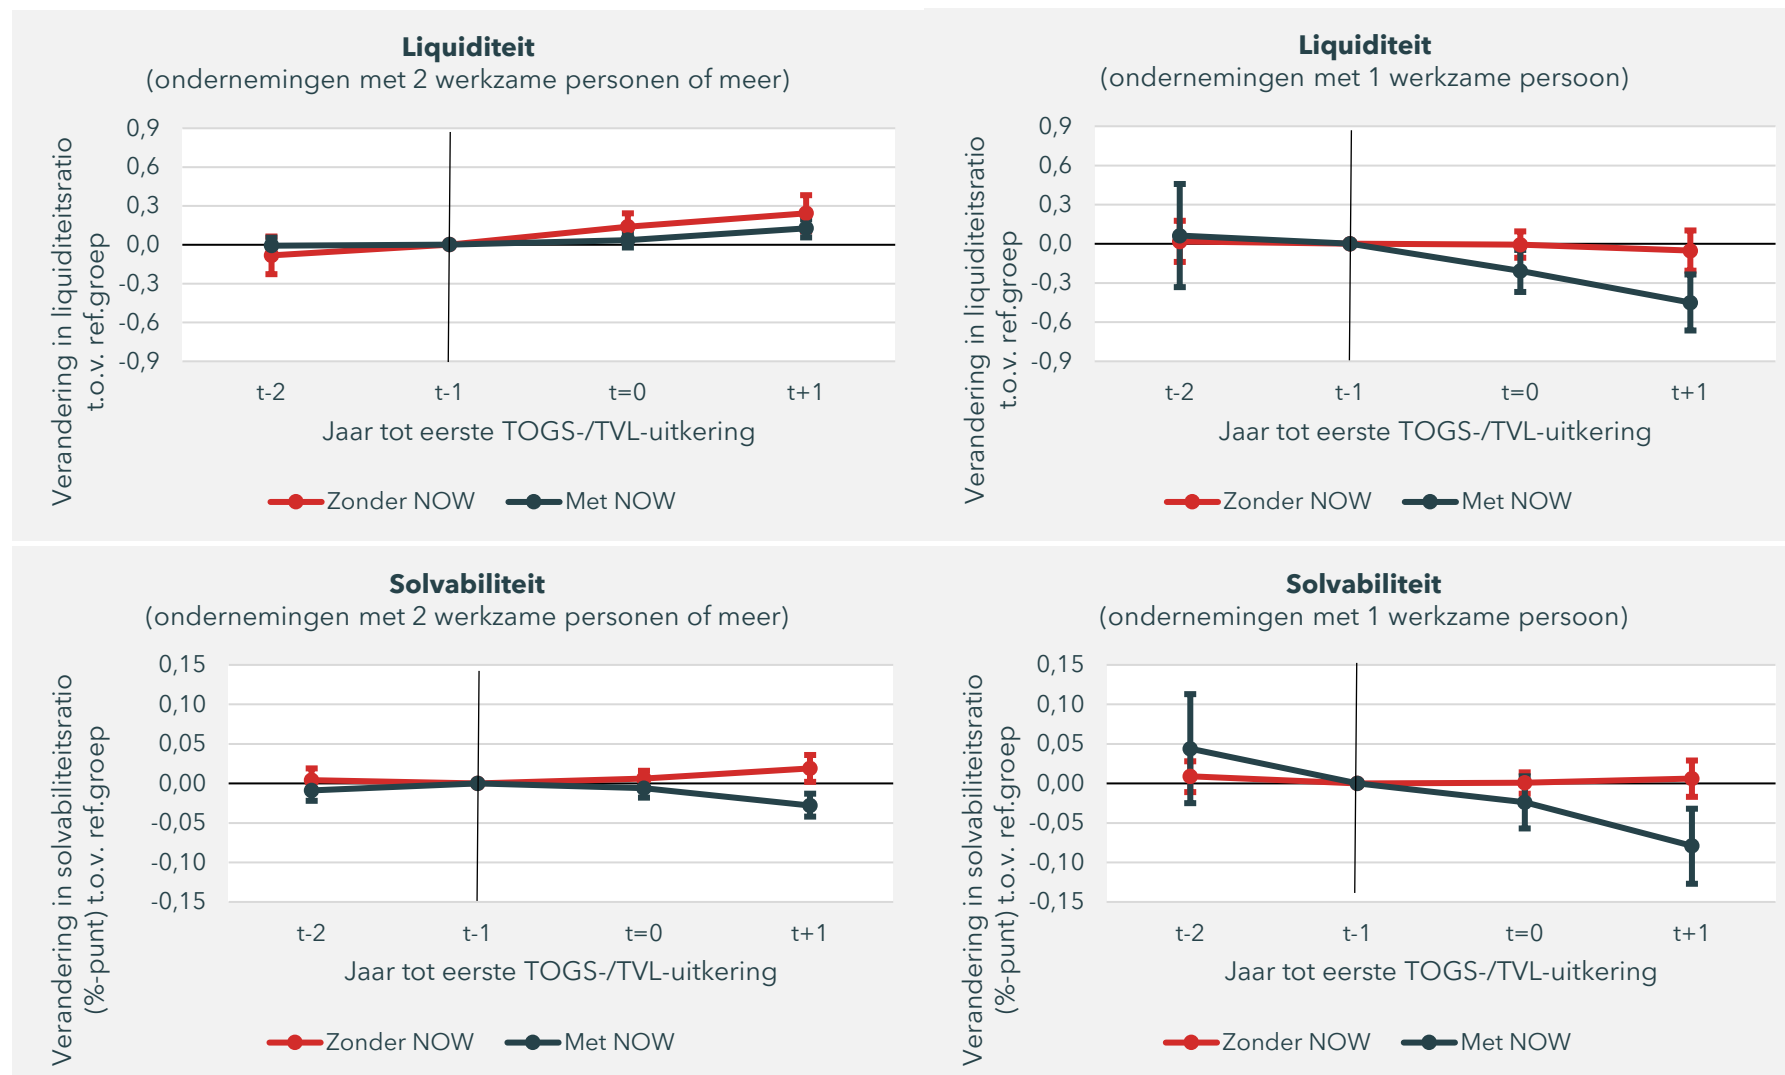 Liquiditeit
(ondernemingen met 2 werkzame personen of meer)
Verandering in liquiditeitsratio
t.o.v. ref.groep
0,9
0,6
0,3
0,0
-0,3
-0,6
-0,9
t-2
t-1
t=0
t+1
Jaar tot eerste TOGS-/TVL-uitkering
Zonder NOW
Met NOW
Liquiditeit
(ondernemingen met 1 werkzame persoon)
Verandering in liquiditeitsratio
t.o.v. ref.groep
0,9
0,6
0,3
0,0
-0,3
-0,6
-0,9
t-2
t-1
t=0
t+1
Jaar tot eerste TOGS-/TVL-uitkering
Zonder NOW
Met NOW
Solvabiliteit
(ondernemingen met 2 werkzame personen of meer)
Verandering in solvabiliteitsratio
(%-punt) t.o.v. ref.groep
0,15
0,10
0,05
0,00
-0,05
-0,10
-0,15
t-2
t-1
t=0
t+1
Jaar tot eerste TOGS-/TVL-uitkering
Zonder NOW
Met NOW
Solvabiliteit
(ondernemingen met 1 werkzame persoon)
Verandering in solvabiliteitsratio
(%-punt) t.o.v. ref.groep
0,15
0,10
0,05
0,00
-0,05
-0,10
-0,15
t-2
t-1
t=0
t+1
Jaar tot eerste TOGS-/TVL-uitkering
Zonder NOW
Met NOW